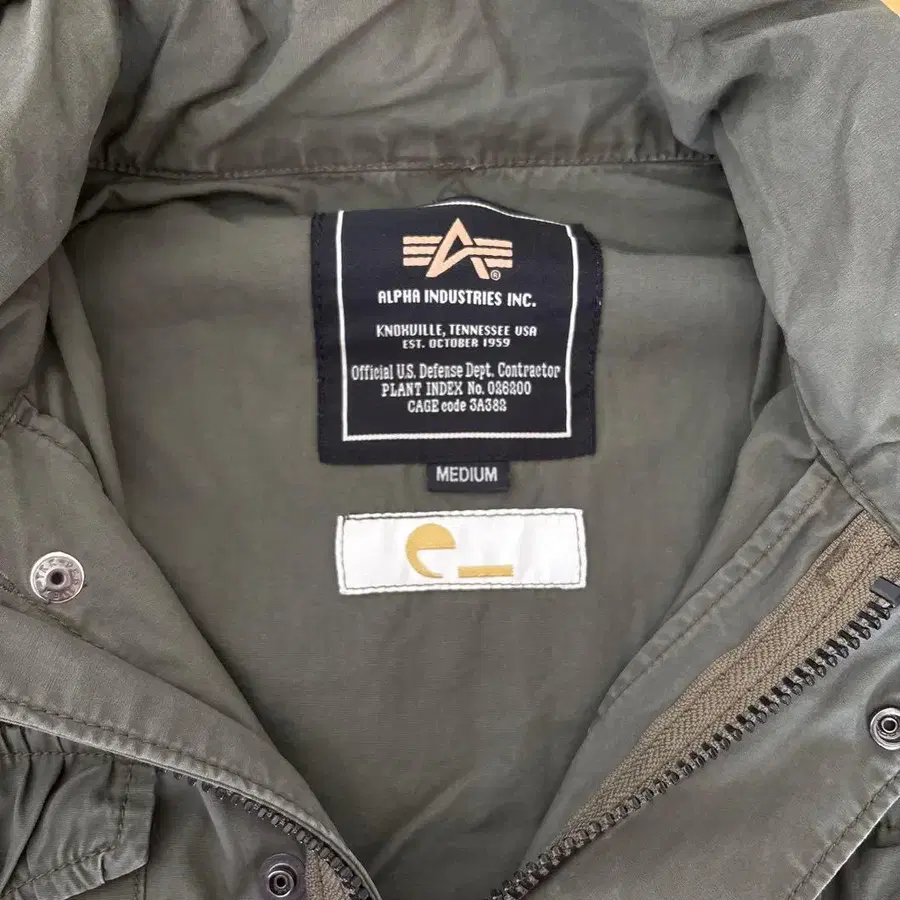 ALPHA INDUSTRIES INC.
KNOXVILLE, TENNESSEE USA
EST. OCTOBER 1959
Official U.S. Defense Dept. Contractor
PLANT INDEX No. 026200
CAGE code 3A382
MEDIUM